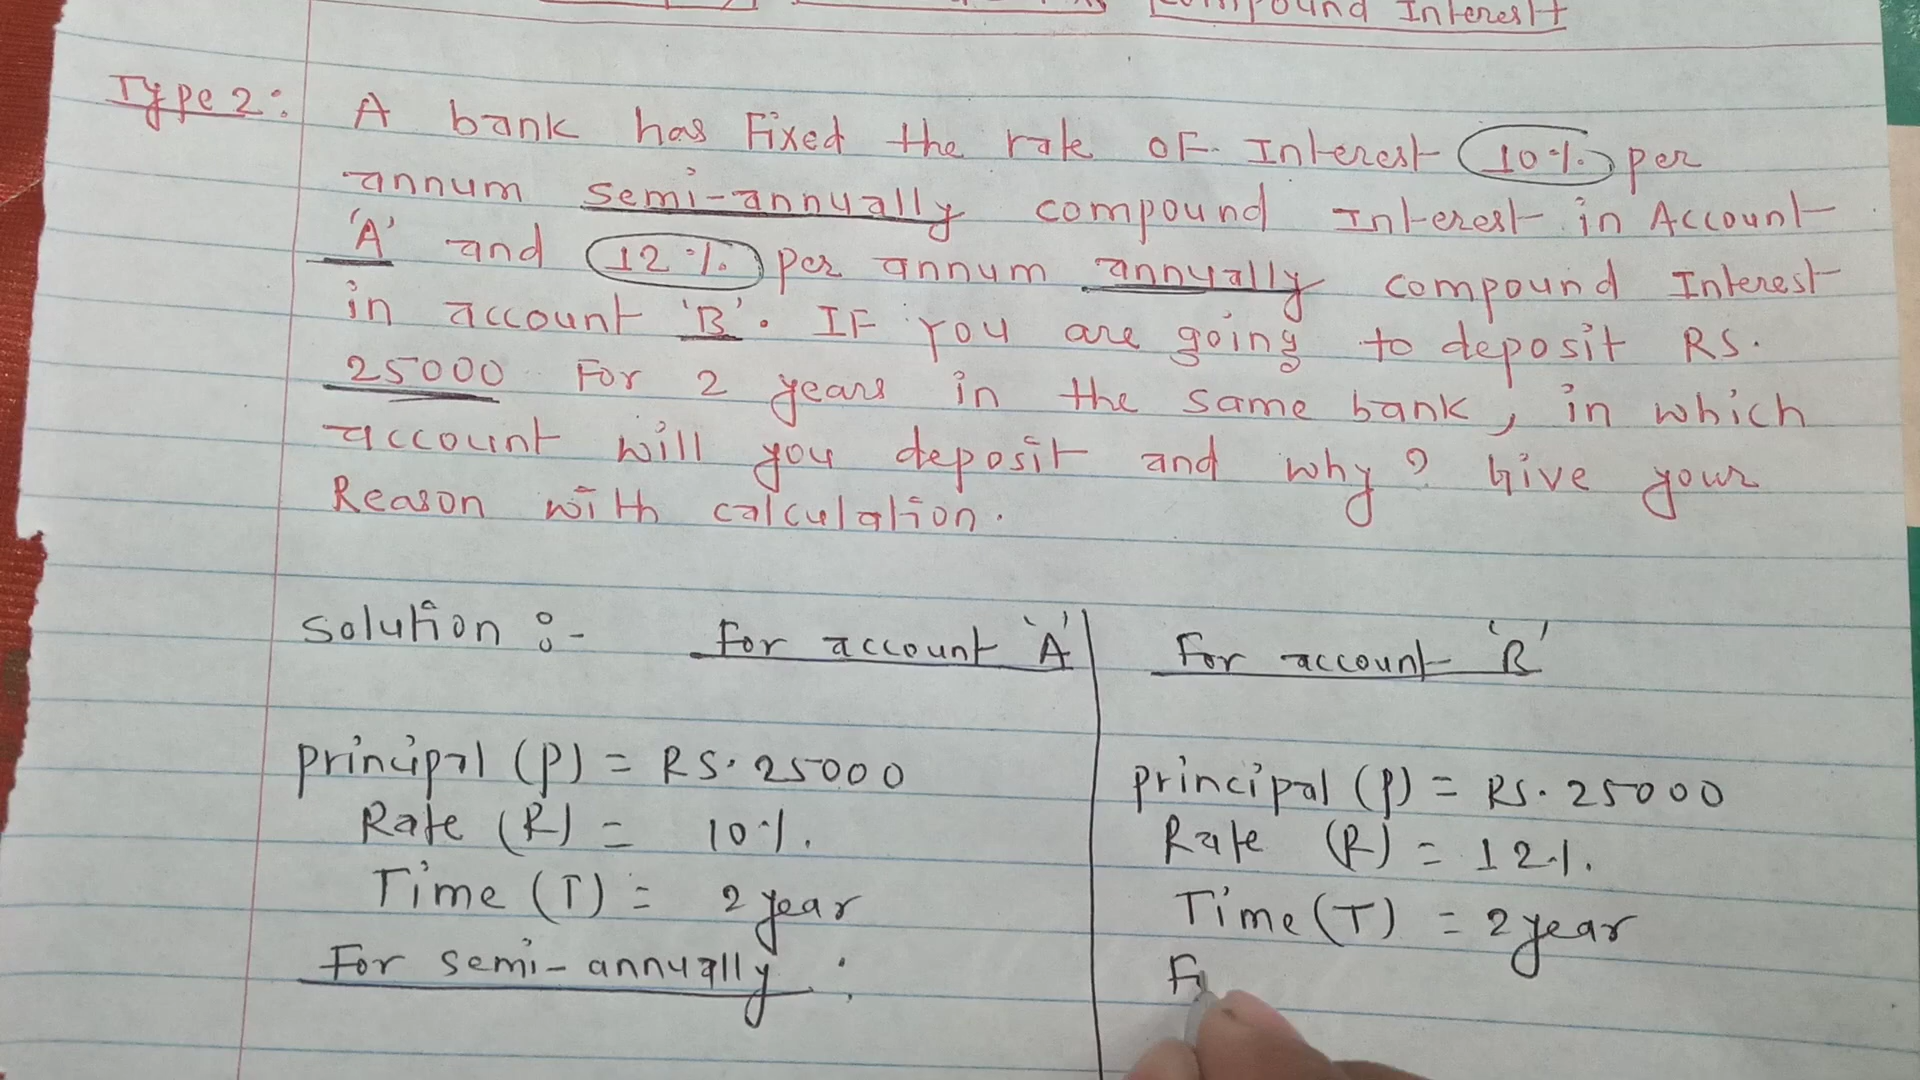 Compound Interest
Type 2: A bank has Fixed the rate OF Interest 10% per
annum semi-annually compound Interest in Account
'A' and 12% per annum annually compound Interest
in account 'B'. IF you are going to deposit RS.
25000 For 2 years in the same bank, in which
account will you deposit and why? Give your
Reason with calculation.
Solution :- For account 'A' For account 'B'
principal (P) = RS. 25000
Rate (R) = 10%.
Time (T) = 2 year
For semi-annually :
principal (P) = RS. 25000
Rate (R) = 12%.
Time (T) = 2 year